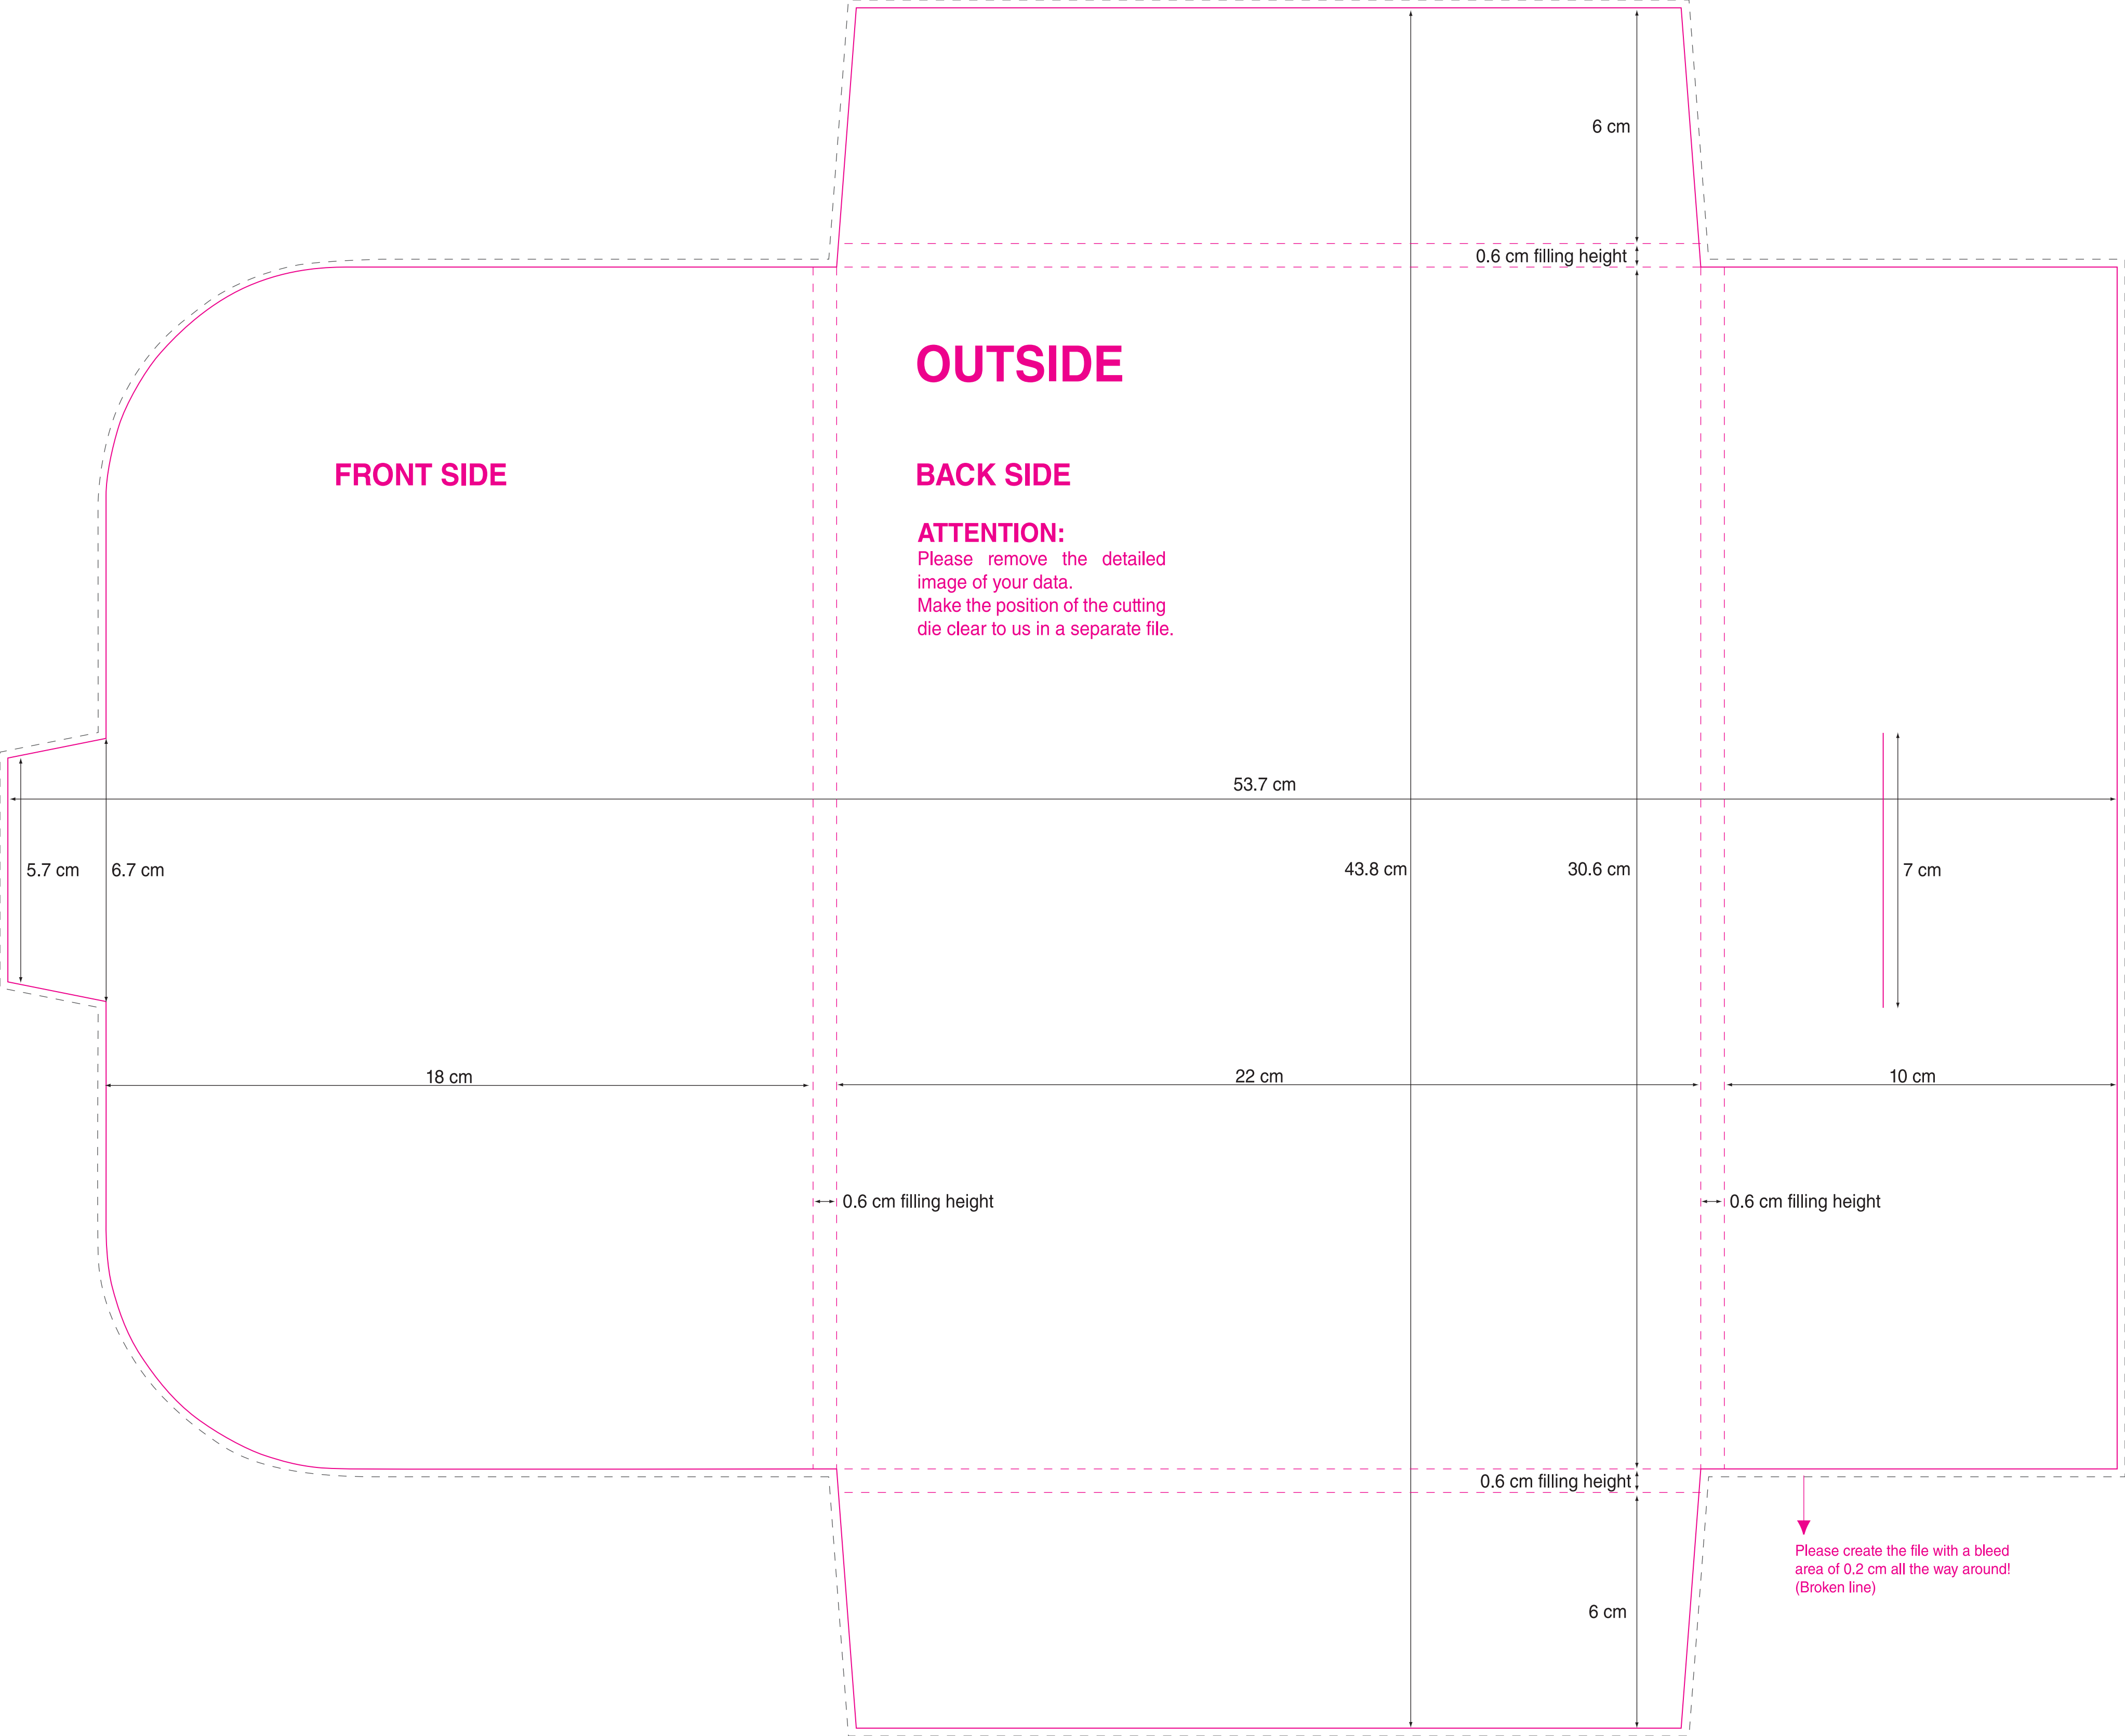 6 cm
0.6 cm filling height
OUTSIDE
FRONT SIDE
BACK SIDE
ATTENTION:
Please remove the detailed
image of your data.
Make the position of the cutting
die clear to us in a separate file.
53.7 cm
5.7 cm
6.7 cm
43.8 cm
30.6 cm
7 cm
18 cm
22 cm
10 cm
0.6 cm filling height
0.6 cm filling height
0.6 cm filling height
Please create the file with a bleed
area of 0.2 cm all the way around!
(Broken line)
6 cm